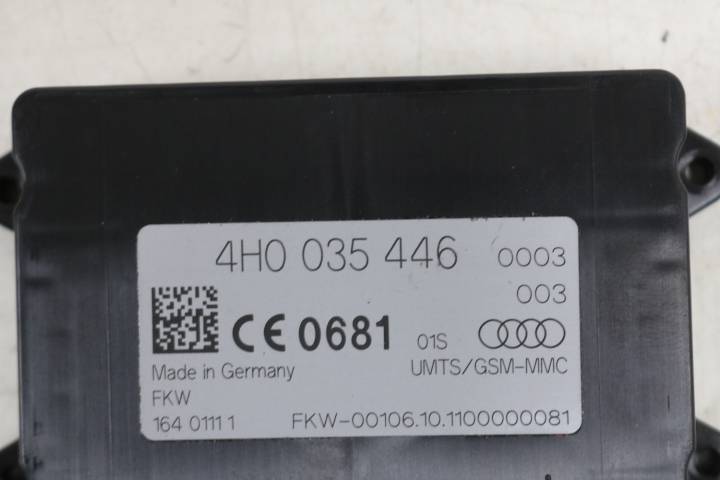 4H0 035 446 0003
003
CE 0681 01S
Made in Germany UMTS/GSM-MMC
FKW
164 0111 1 FKW-00106.10.1100000081